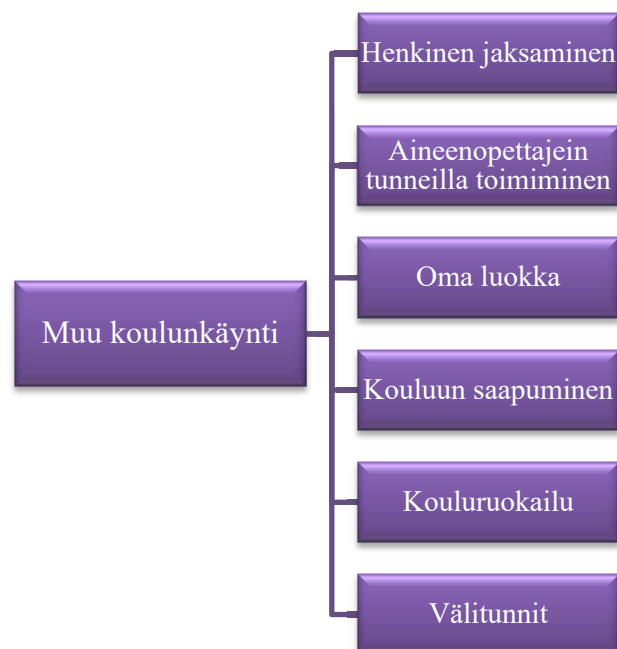 Henkinen jaksaminen
Aineenopettajein
tunneilla toimiminen
Oma luokka
Muu koulunkäynti
Kouluun saapuminen
Kouluruokailu
Välitunnit